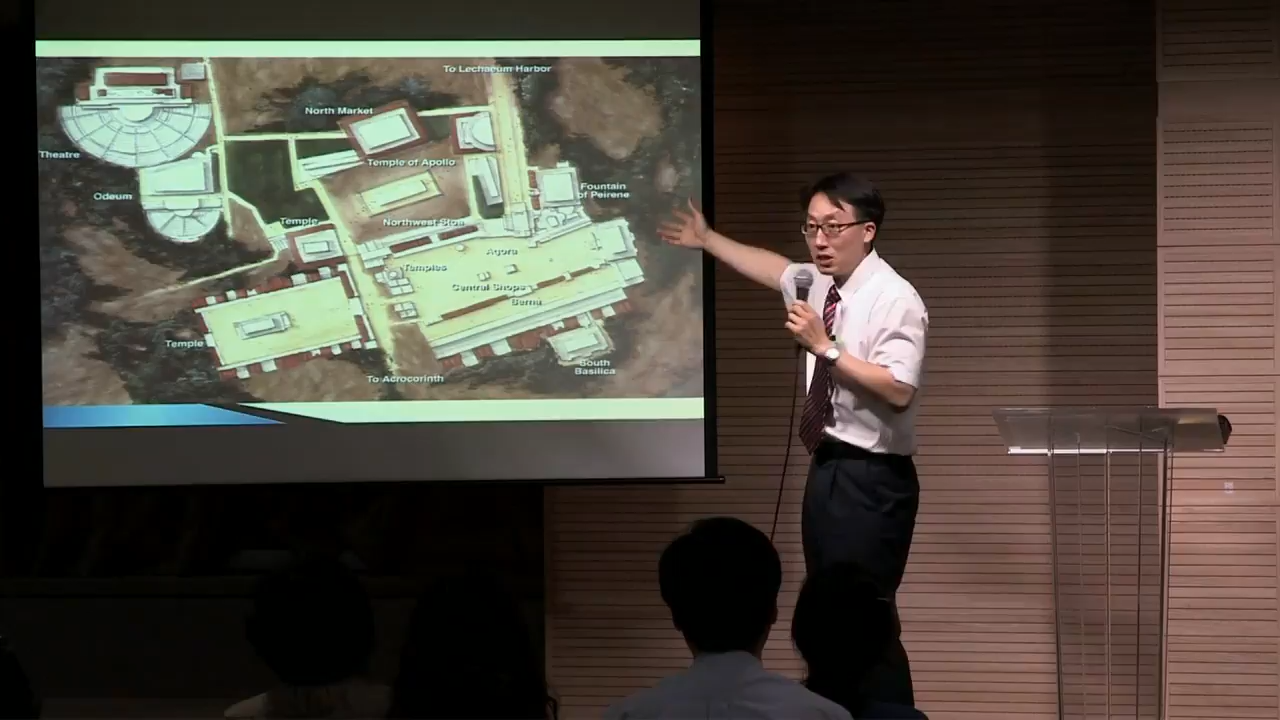 To Lechaeum Harbor
North Market
Theatre
Temple of Apollo
Odeum
Fountain
of Peirene
Temple
Northwest Stoa
Agora
Temples
Central Shops
Bema
Temple
South
Basilica
To Acrocorinth